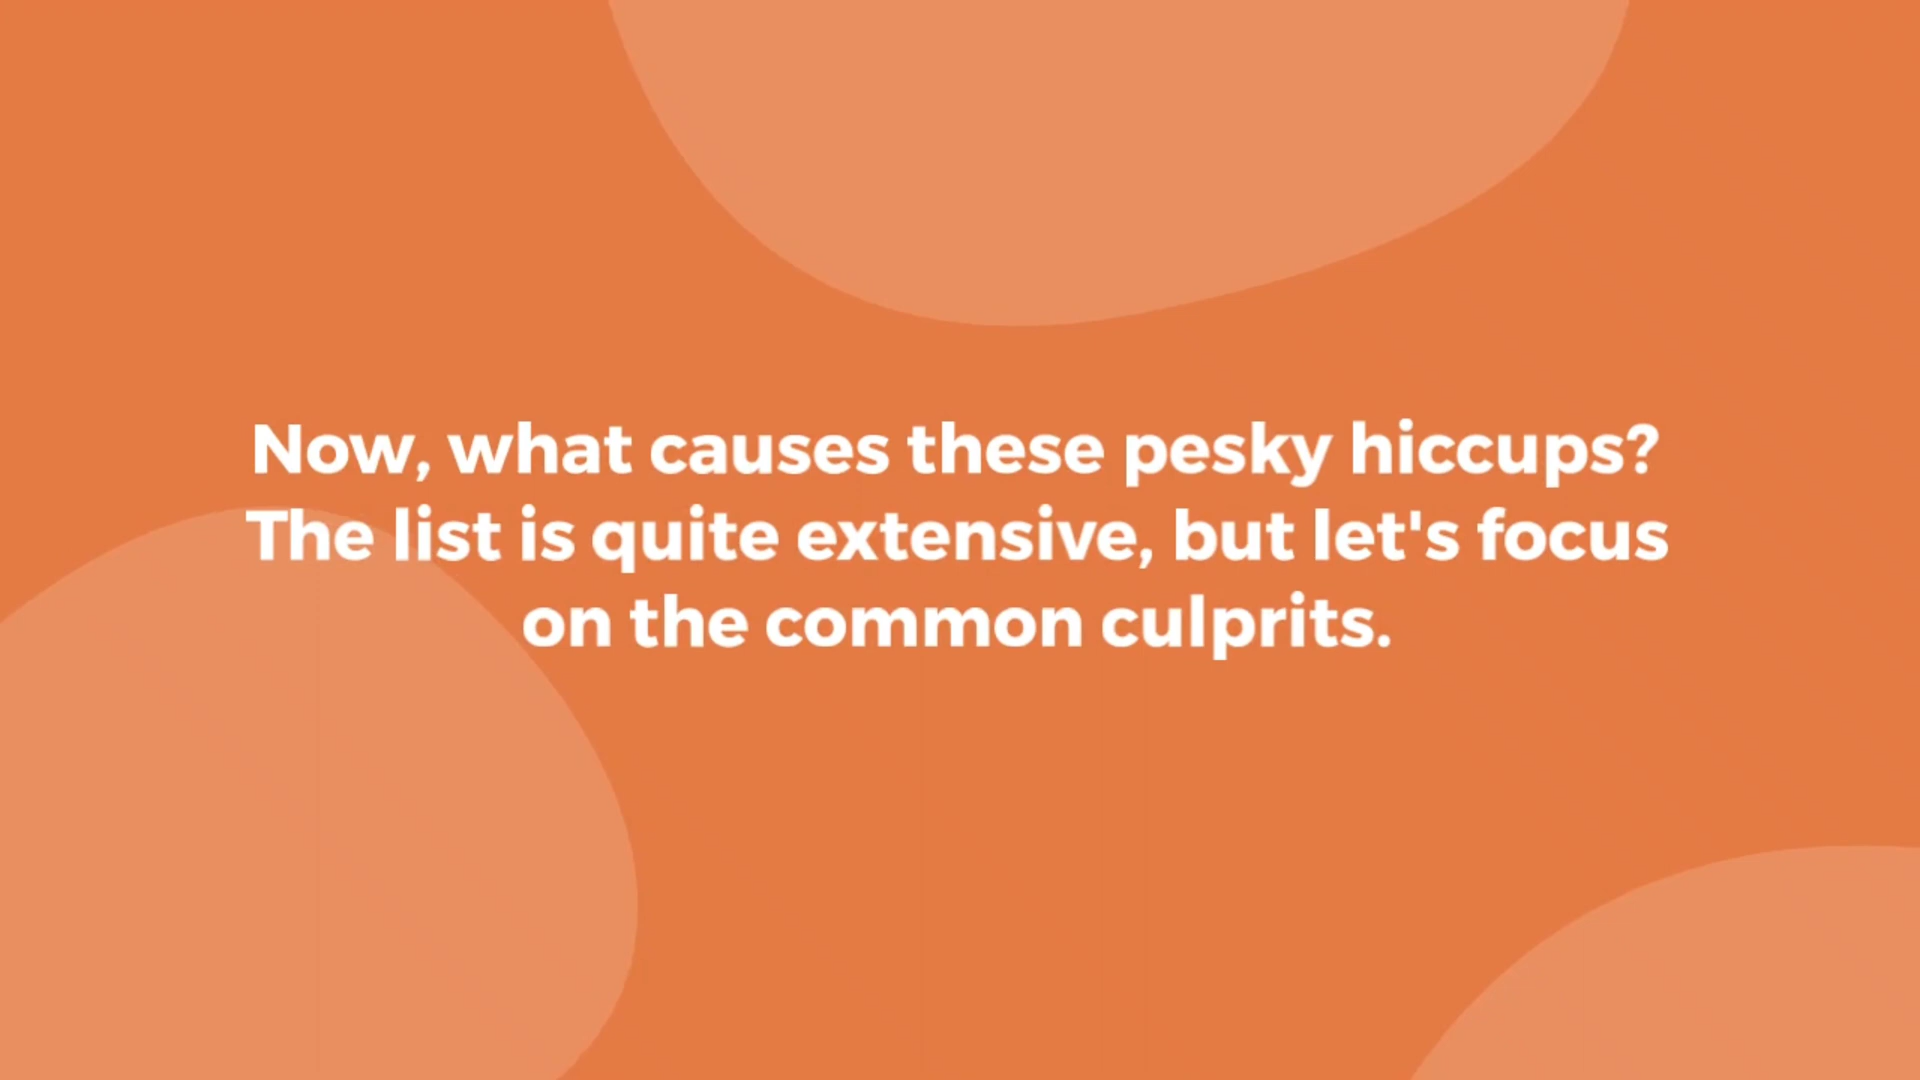 Now, what causes these pesky hiccups?
The list is quite extensive, but let's focus
on the common culprits.